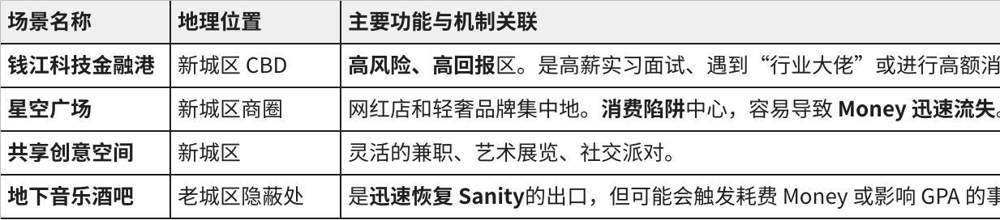 场景名称 地理位置 主要功能与机制关联
钱江科技金融港 新城区 CBD 高风险、高回报区。是高薪实习面试、遇到“行业大佬”或进行高额消
星空广场 新城区商圈 网红店和轻奢品牌集中地。消费陷阱中心，容易导致 Money 迅速流失。
共享创意空间 新城区 灵活的兼职、艺术展览、社交派对。
地下音乐酒吧 老城区隐蔽处 是迅速恢复 Sanity的出口，但可能会触发耗费 Money 或影响 GPA 的事